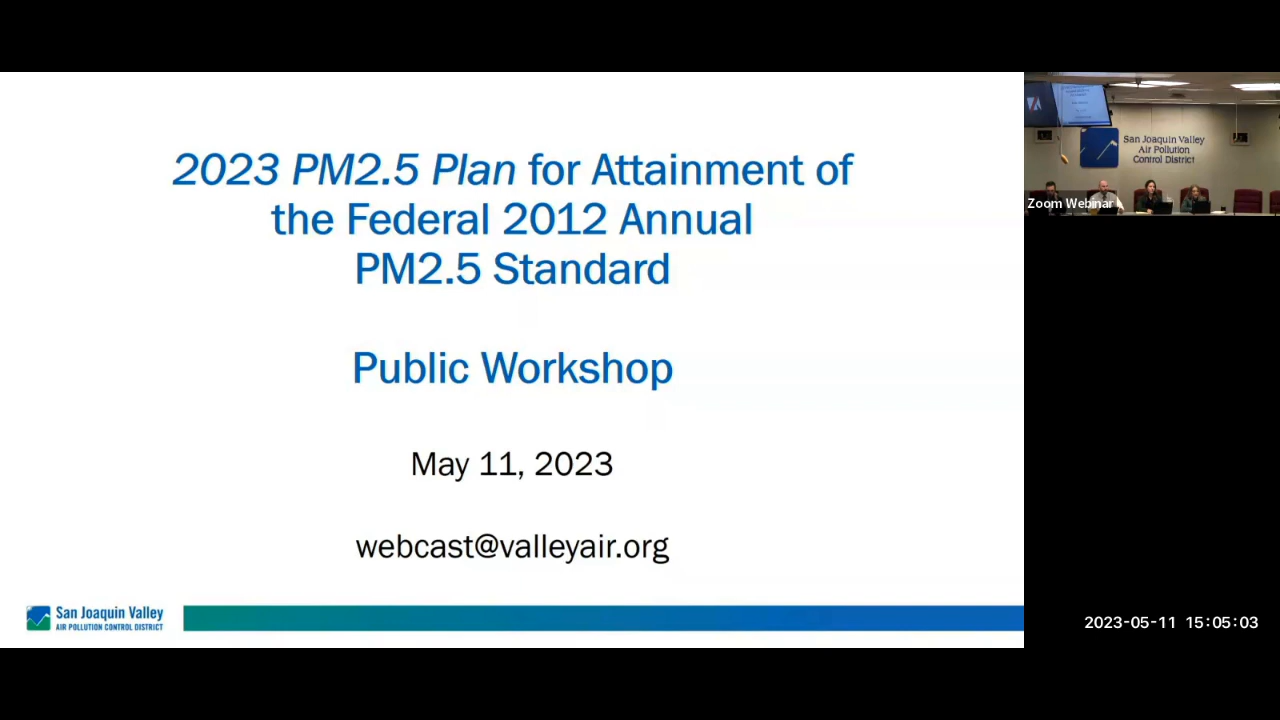 2023 PM2.5 Plan for Attainment of
the Federal 2012 Annual
PM2.5 Standard
Public Workshop
May 11, 2023
webcast@valleyair.org
San Joaquin Valley
AIR POLLUTION CONTROL DISTRICT
San Joaquin Valley
Air Pollution
Control District
Zoom Webinar
2023-05-11 15:05:03